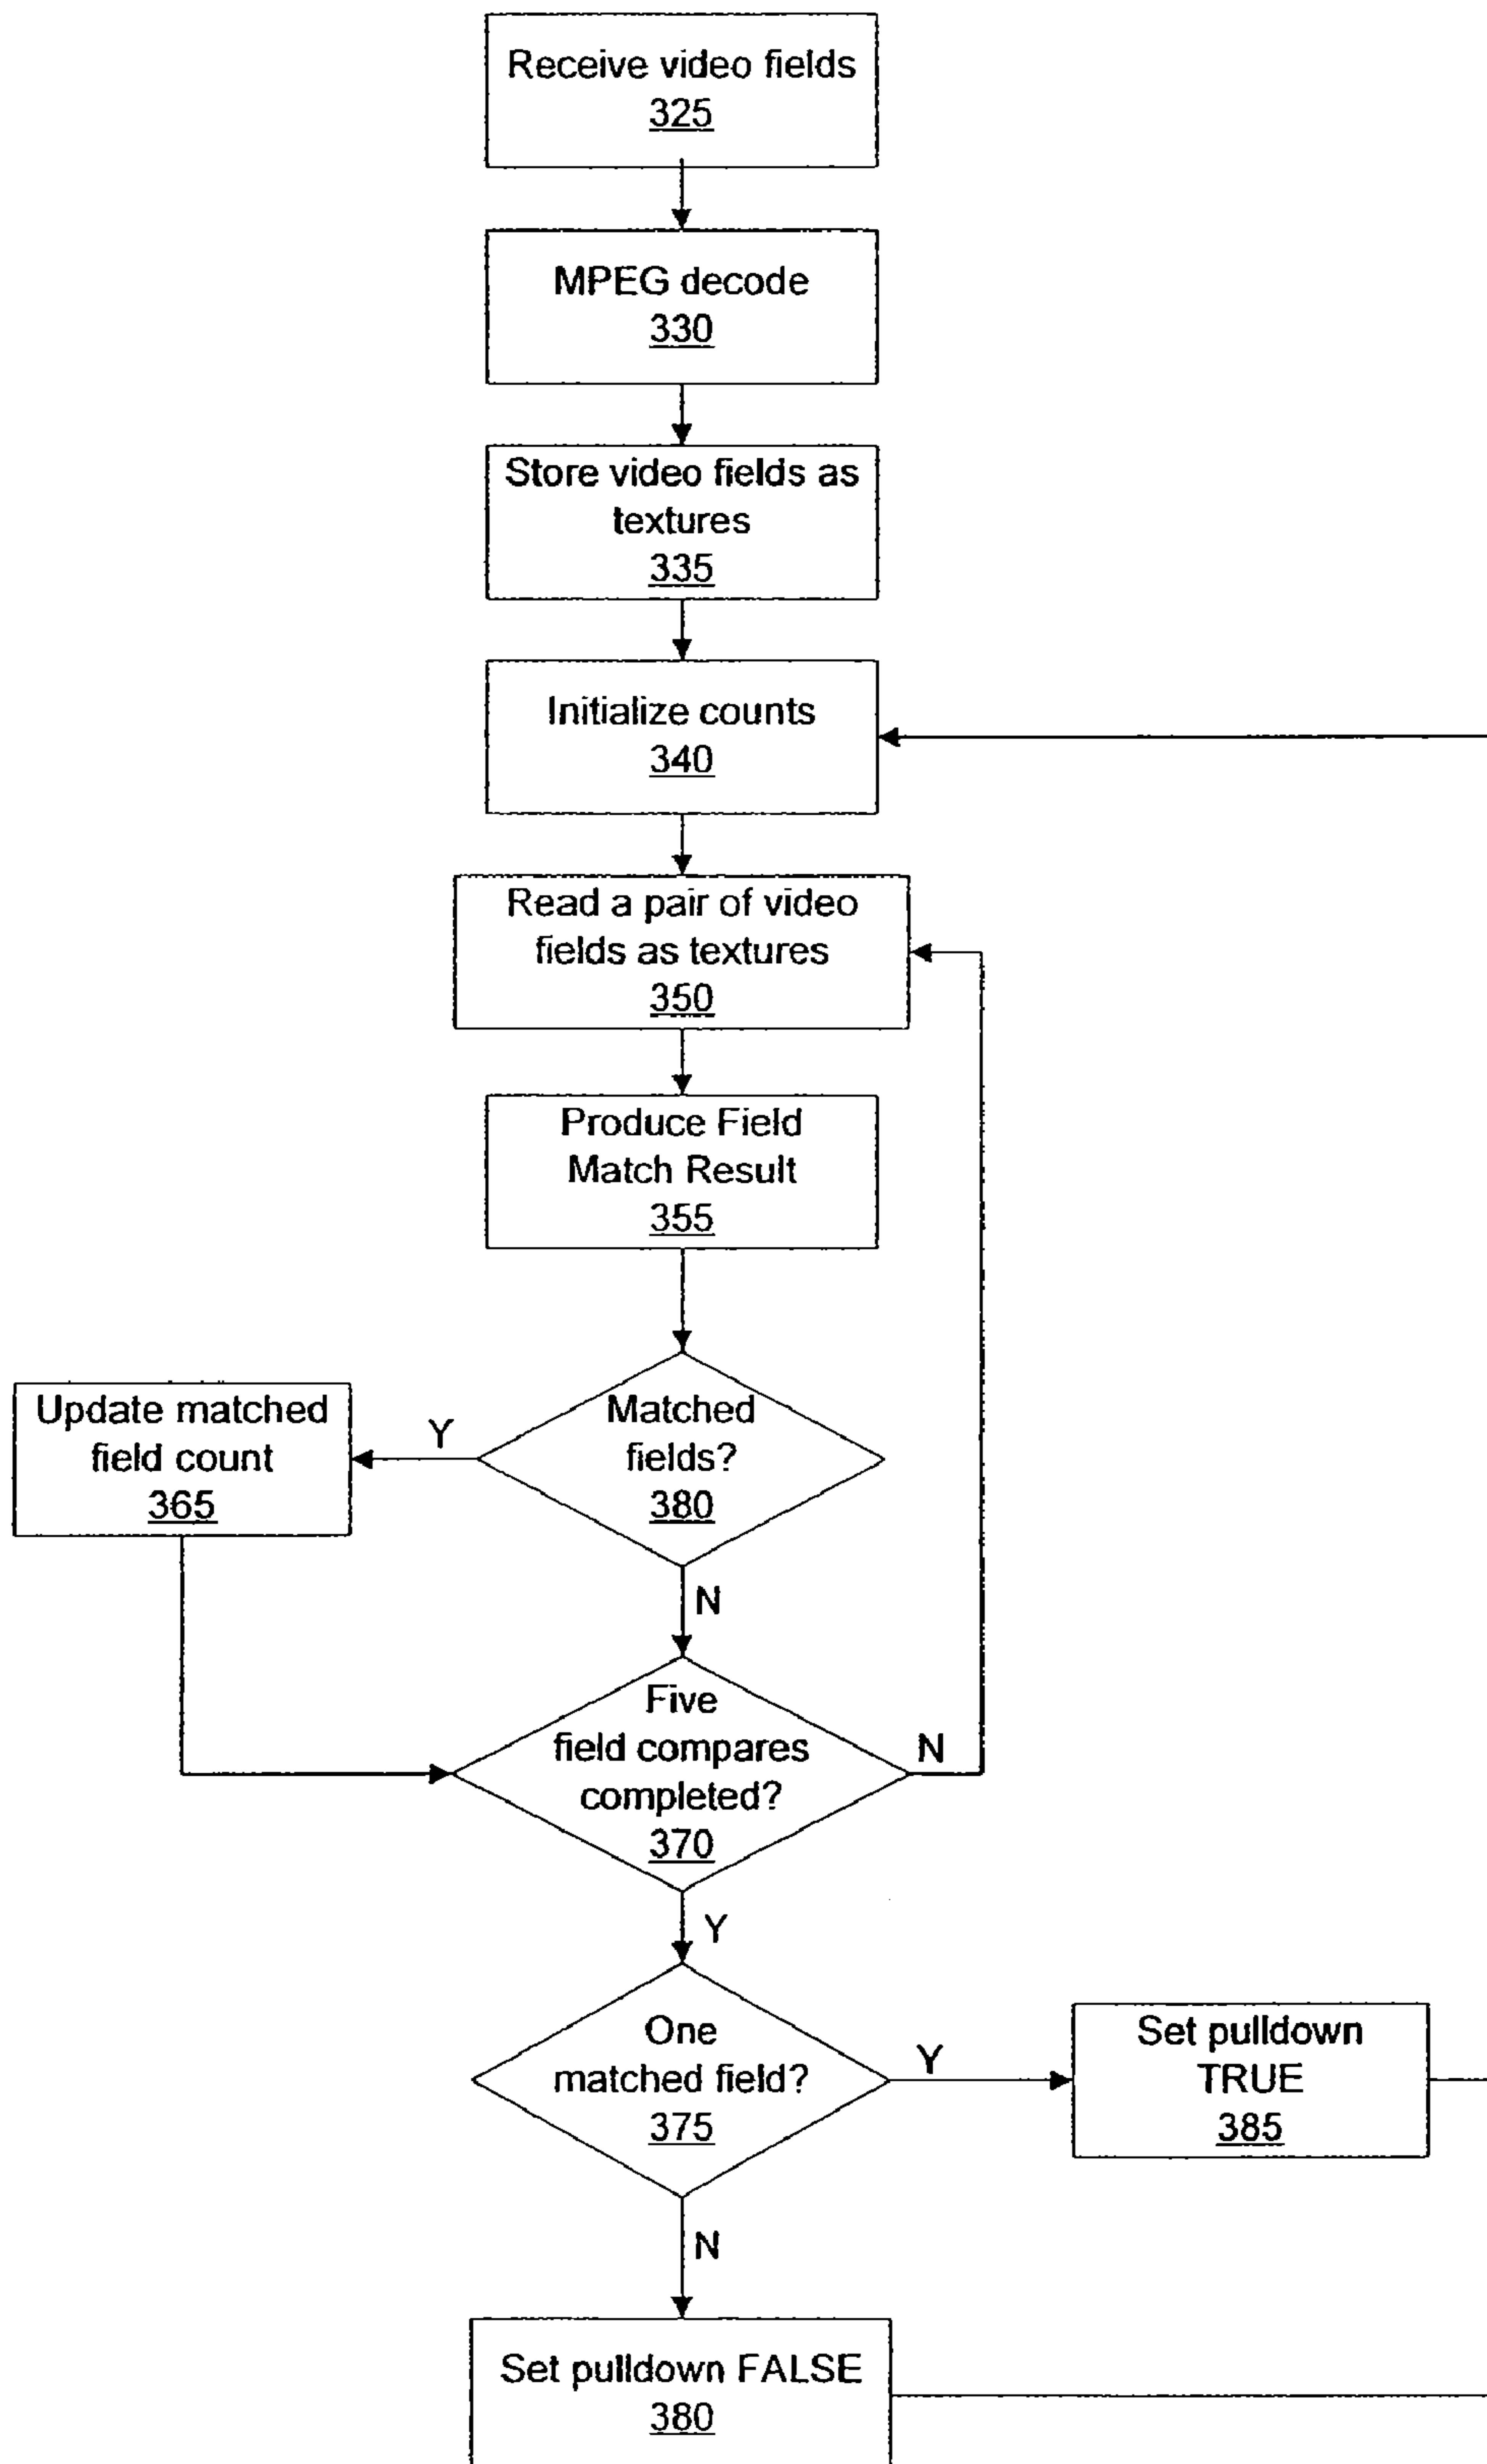 Receive video fields
325
MPEG decode
330
Store video fields as
textures
335
Initialize counts
340
Read a pair of video
fields as textures
350
Produce Field
Match Result
355
Matched
fields?
380
Y
Update matched
field count
365
N
Five
field compares
completed?
370
N
Y
One
matched field?
375
Y
Set pulldown
TRUE
385
N
Set pulldown FALSE
380